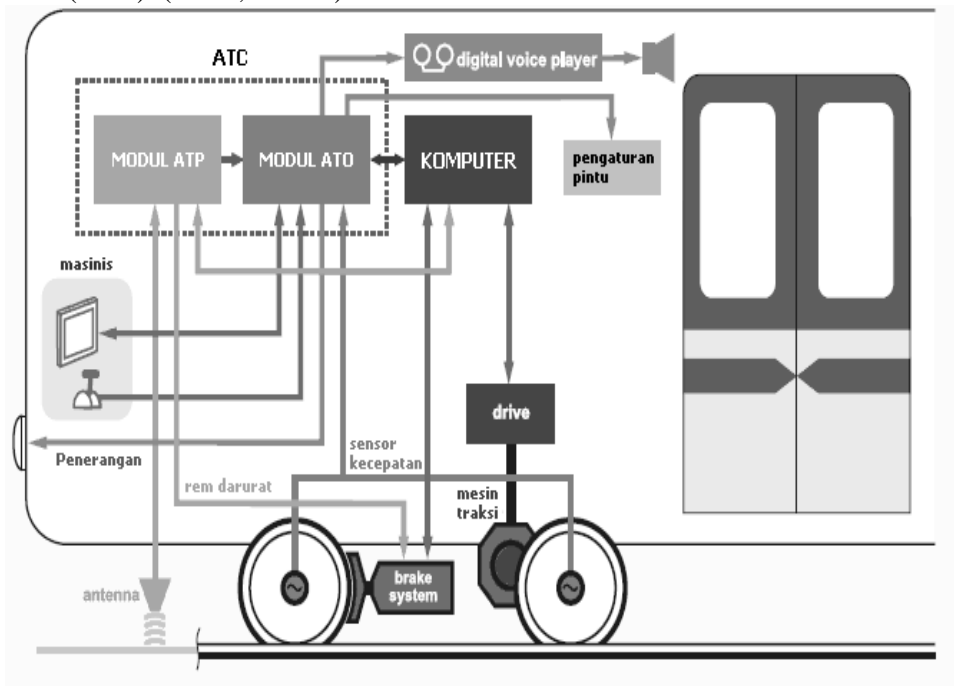 ATC
digital voice player
MODUL ATP
MODUL ATO
KOMPUTER
pengaturan
pintu
masinis
drive
Penerangan
sensor
kecepatan
rem darurat
mesin
traksi
antenna
brake
system